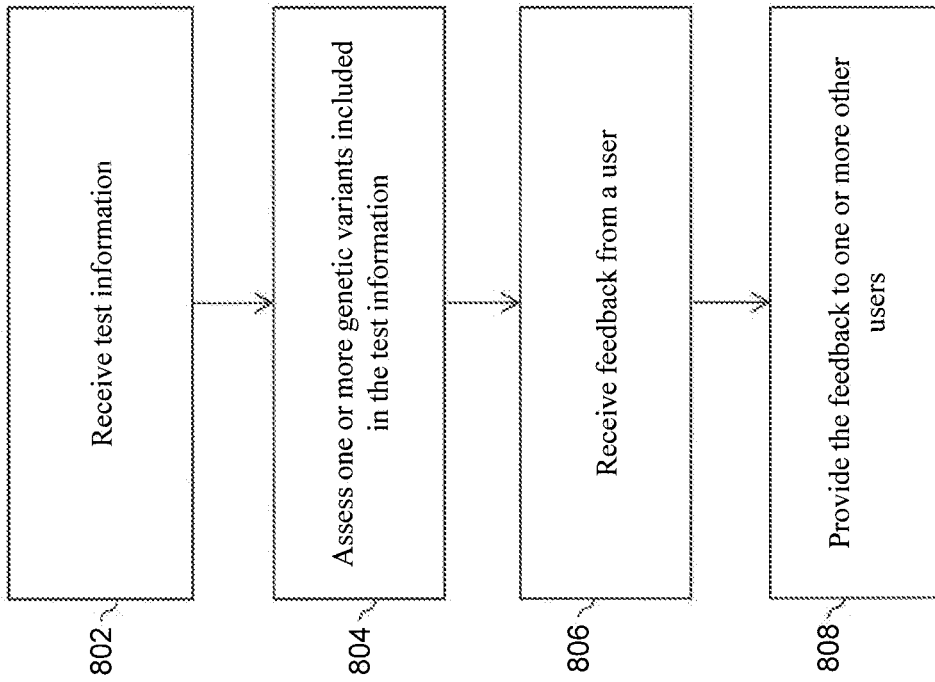 802
Receive test information
804
Assess one or more genetic variants included
in the test information
806
Receive feedback from a user
808
Provide the feedback to one or more other
users